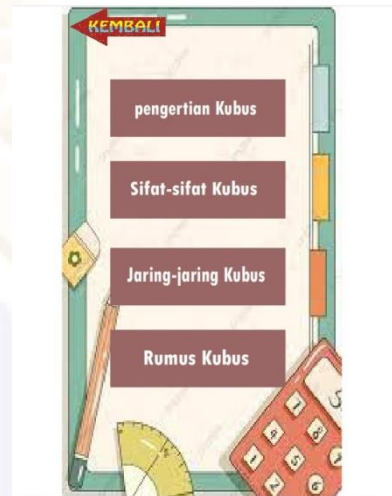 KEMBALI
pengertian Kubus
Sifat-sifat Kubus
Jaring-jaring Kubus
Rumus Kubus